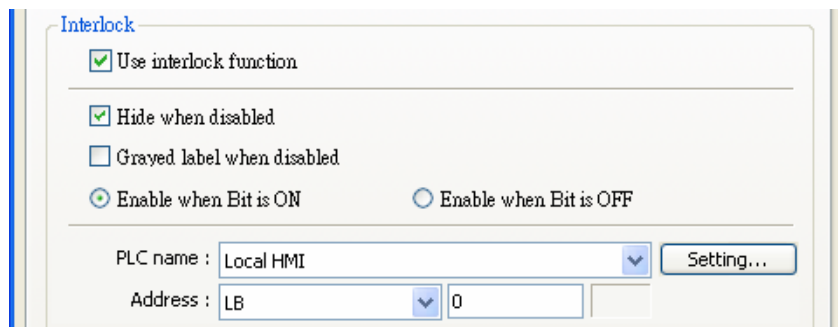 Interlock
Use interlock function
Hide when disabled
Grayed label when disabled
Enable when Bit is ON Enable when Bit is OFF
PLC name : Local HMI Setting...
Address : LB 0